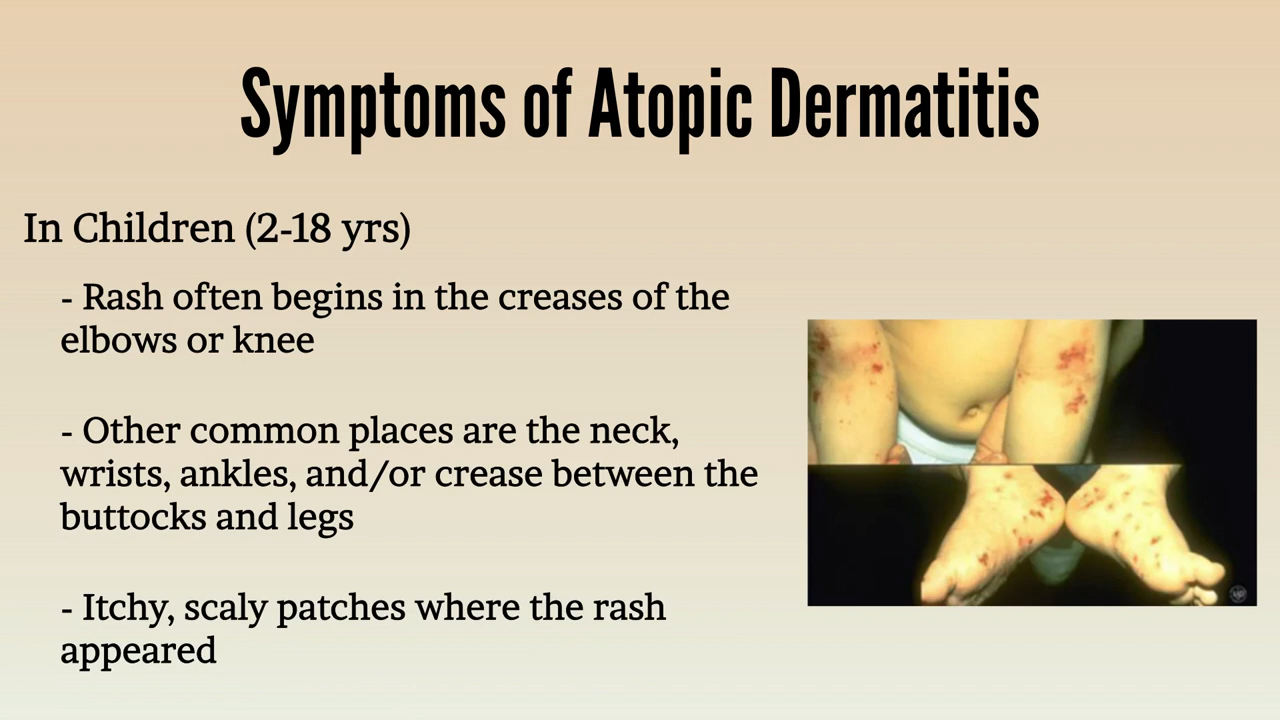 Symptoms of Atopic Dermatitis
In Children (2-18 yrs)
- Rash often begins in the creases of the
elbows or knee
- Other common places are the neck,
wrists, ankles, and/or crease between the
buttocks and legs
- Itchy, scaly patches where the rash
appeared